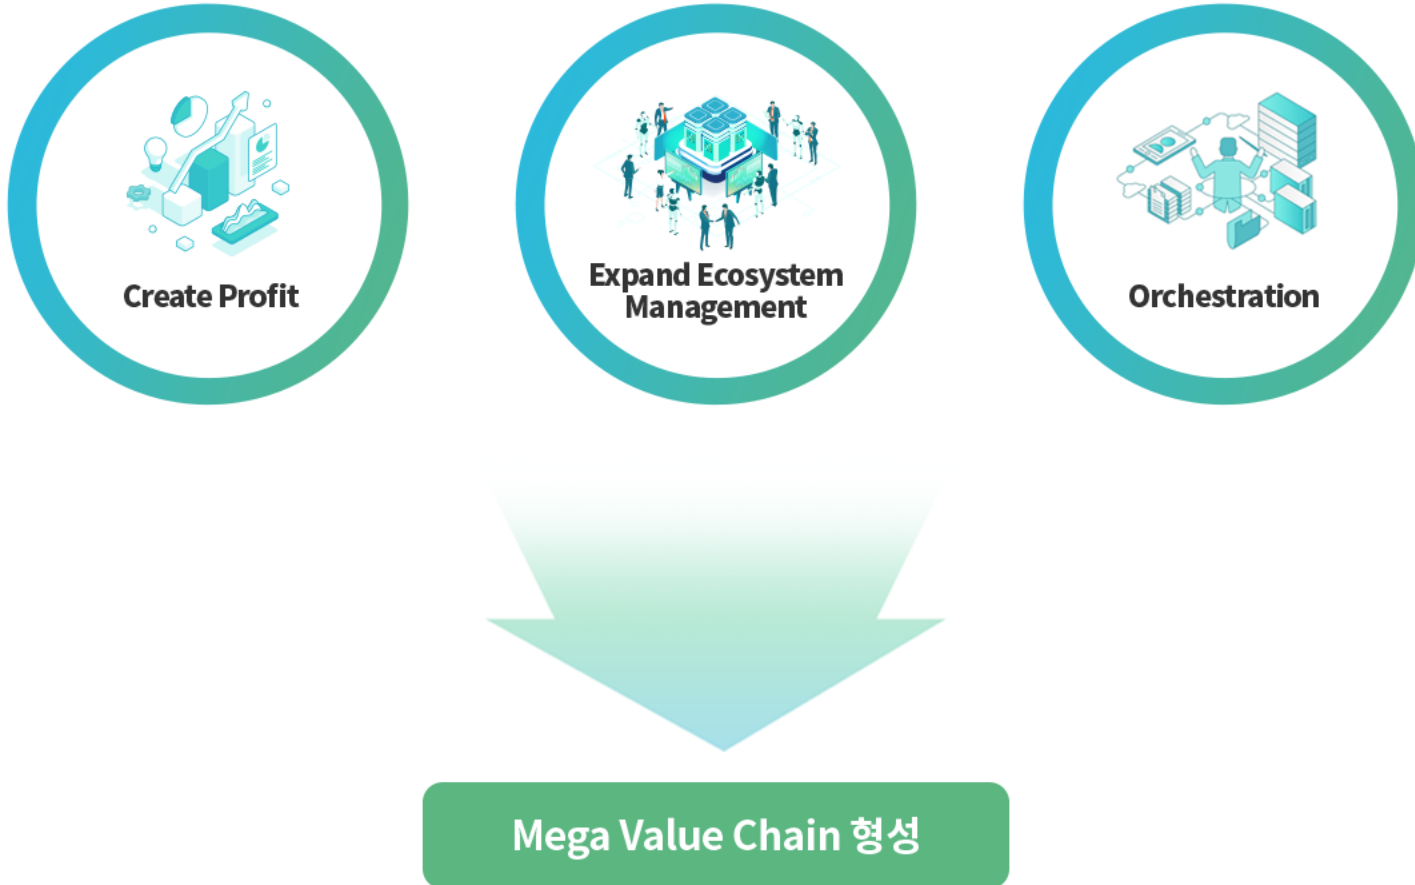 Create Profit
Expand Ecosystem
Management
Orchestration
Mega Value Chain 형성